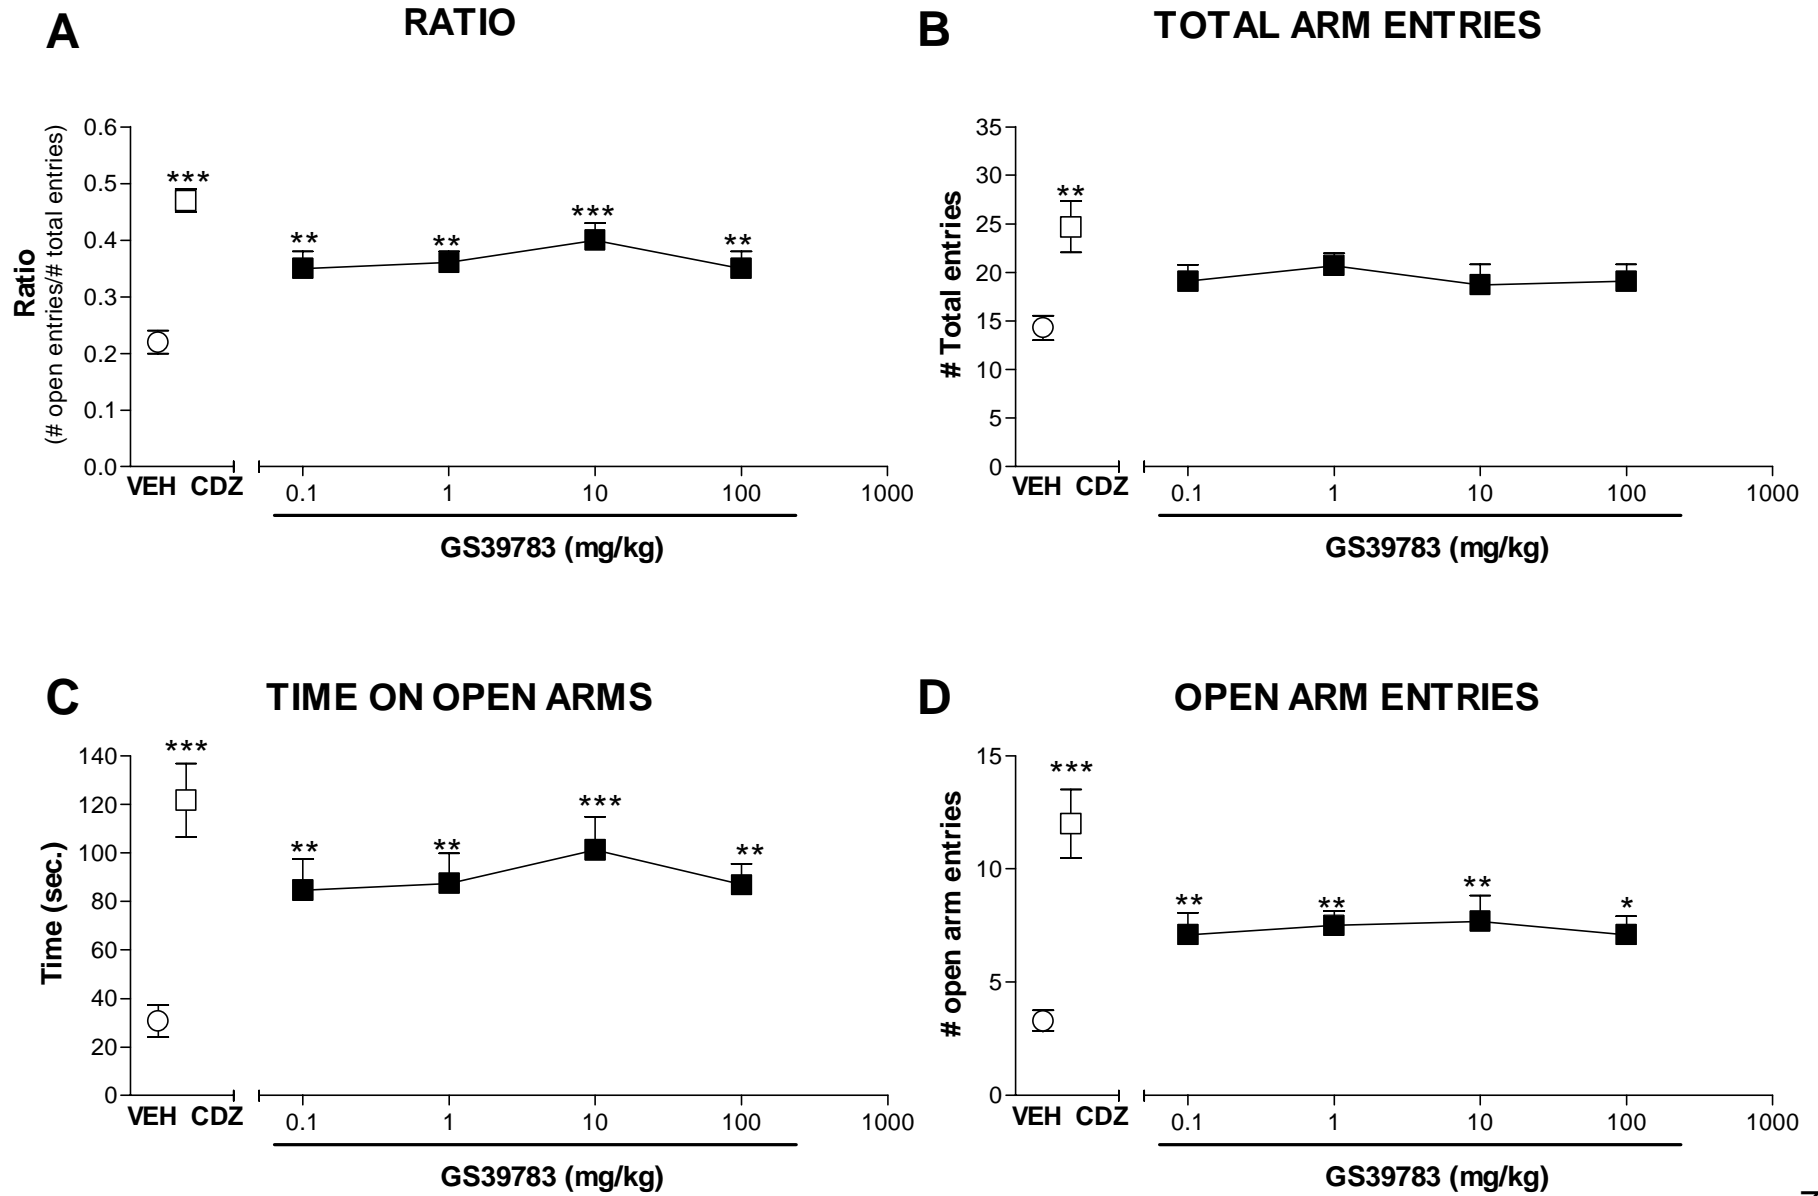 A
RATIO
Ratio
(# open entries/# total entries)
0.6
0.5
0.4
0.3
0.2
0.1
0.0
***
**
**
***
**
VEH CDZ
0.1 1 10 100 1000
GS39783 (mg/kg)
B
TOTAL ARM ENTRIES
# Total entries
35
30
25
20
15
10
5
0
**
VEH CDZ
0.1 1 10 100 1000
GS39783 (mg/kg)
C
TIME ON OPEN ARMS
Time (sec.)
140
120
100
80
60
40
20
0
***
**
**
***
**
VEH CDZ
0.1 1 10 100 1000
GS39783 (mg/kg)
D
OPEN ARM ENTRIES
# open arm entries
15
10
5
0
***
**
**
**
*
VEH CDZ
0.1 1 10 100 1000
GS39783 (mg/kg)